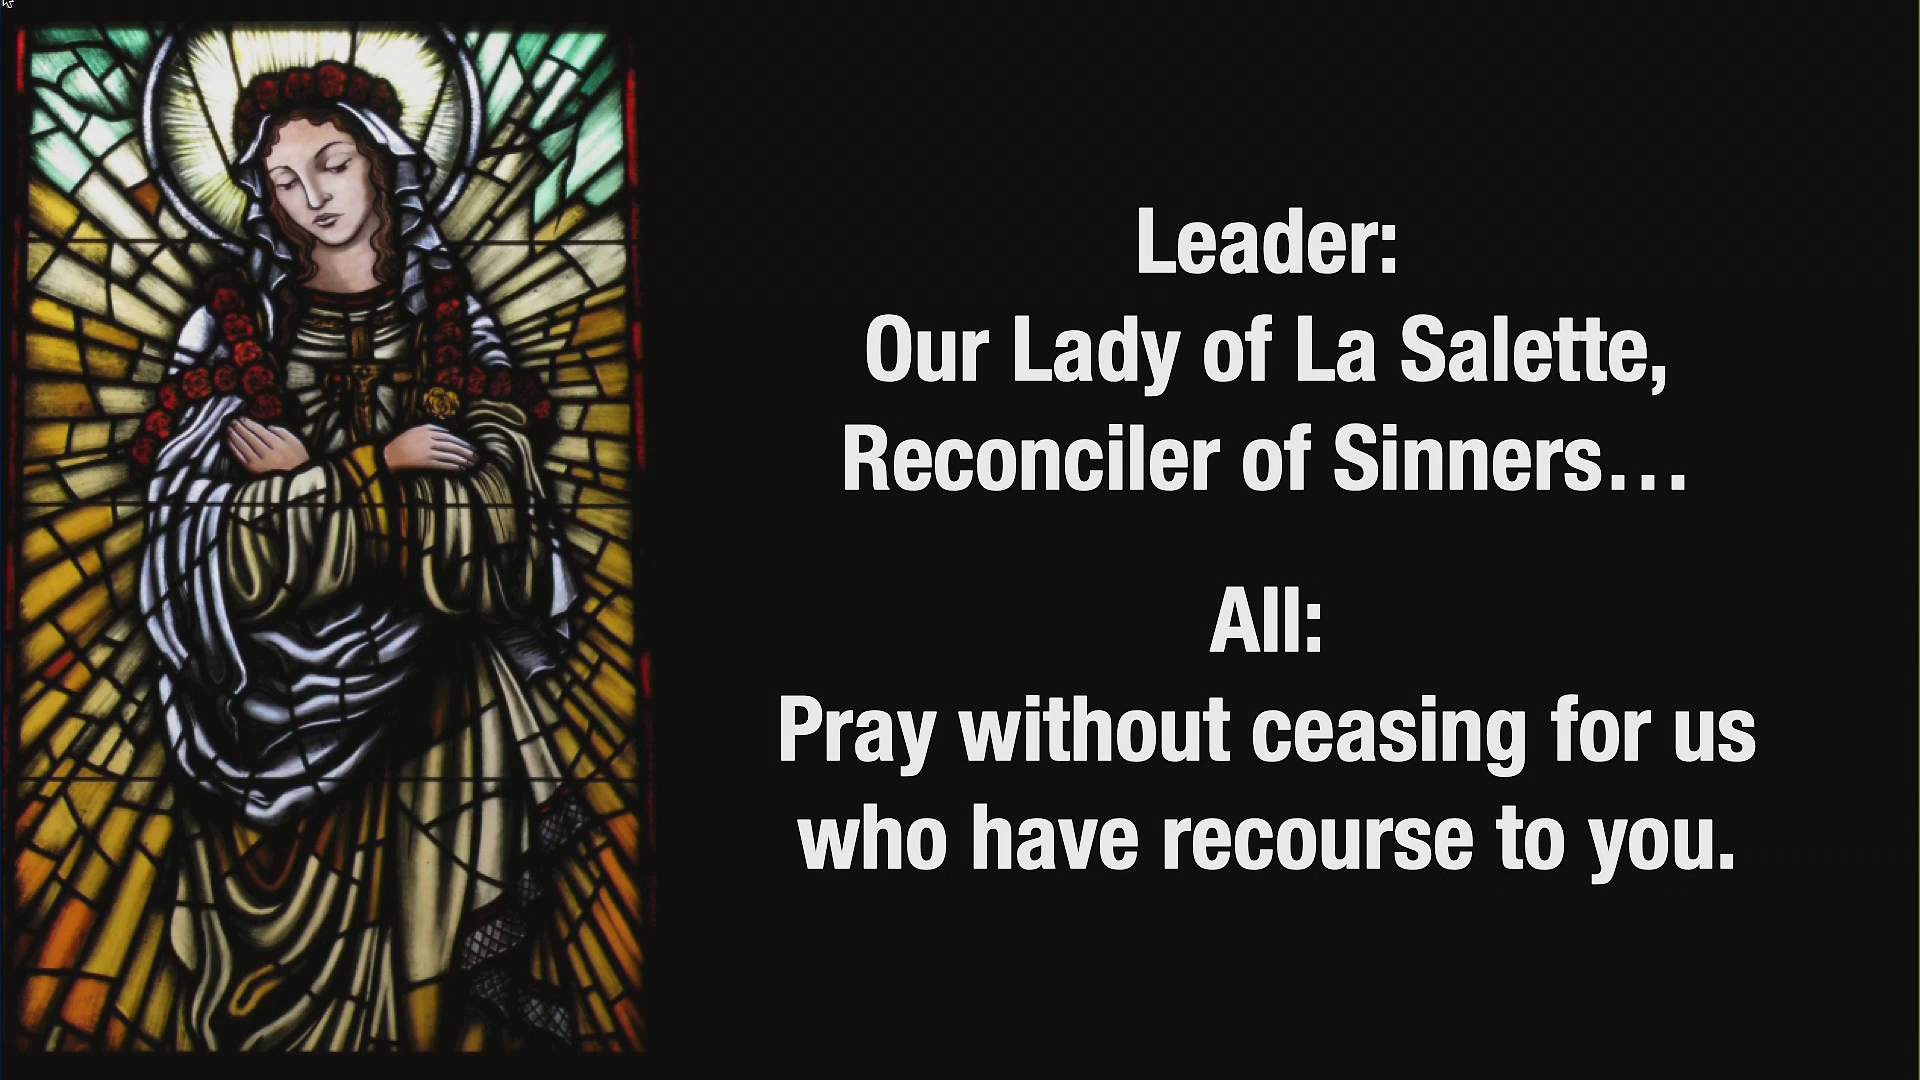 Leader:
Our Lady of La Salette,
Reconciler of Sinners…
All:
Pray without ceasing for us
who have recourse to you.